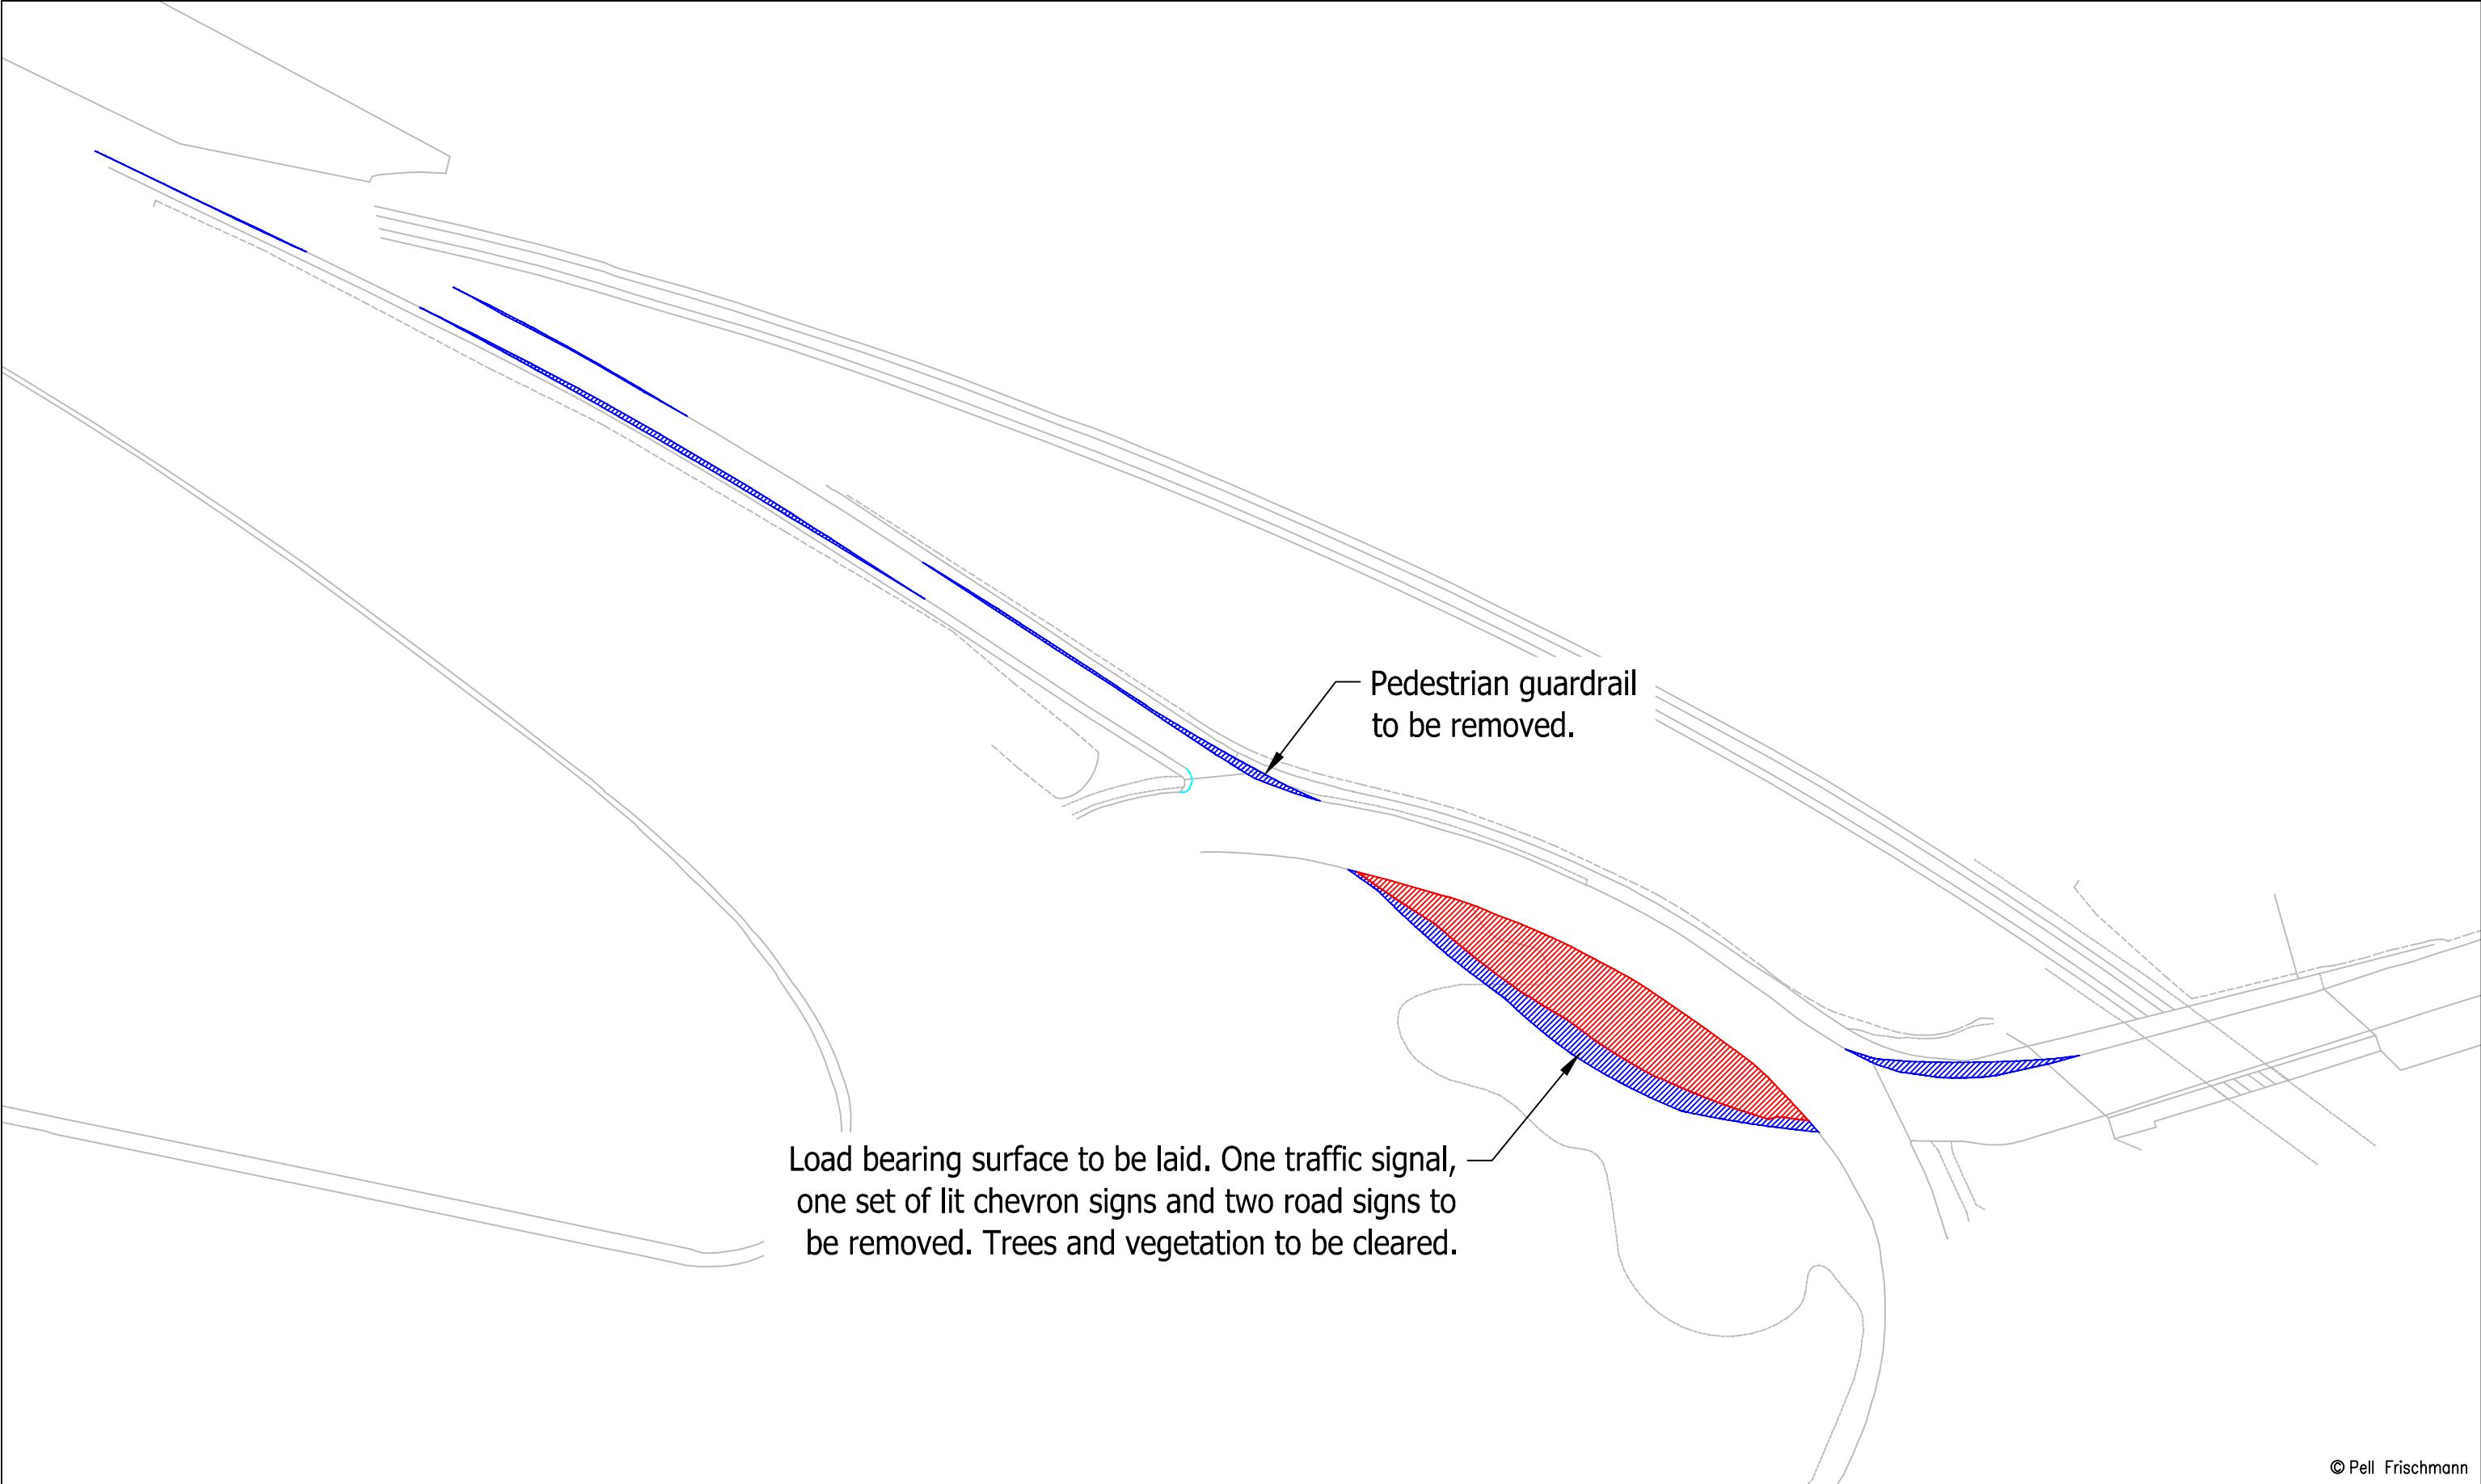 Pedestrian guardrail
to be removed.
Load bearing surface to be laid. One traffic signal,
one set of lit chevron signs and two road signs to
be removed. Trees and vegetation to be cleared.
© Pell Frischmann